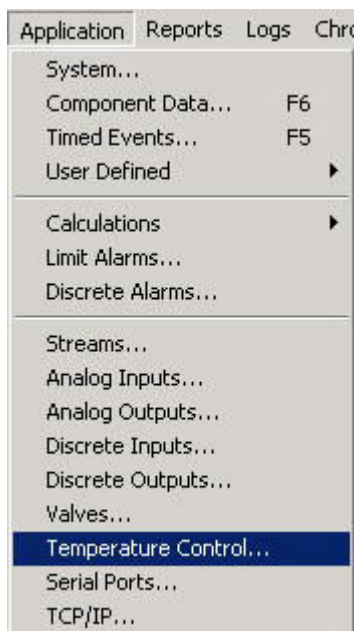 Application Reports Logs Chro
System...
Component Data... F6
Timed Events... F5
User Defined
Calculations
Limit Alarms...
Discrete Alarms...
Streams...
Analog Inputs...
Analog Outputs...
Discrete Inputs...
Discrete Outputs...
Valves...
Temperature Control...
Serial Ports...
TCP/IP...